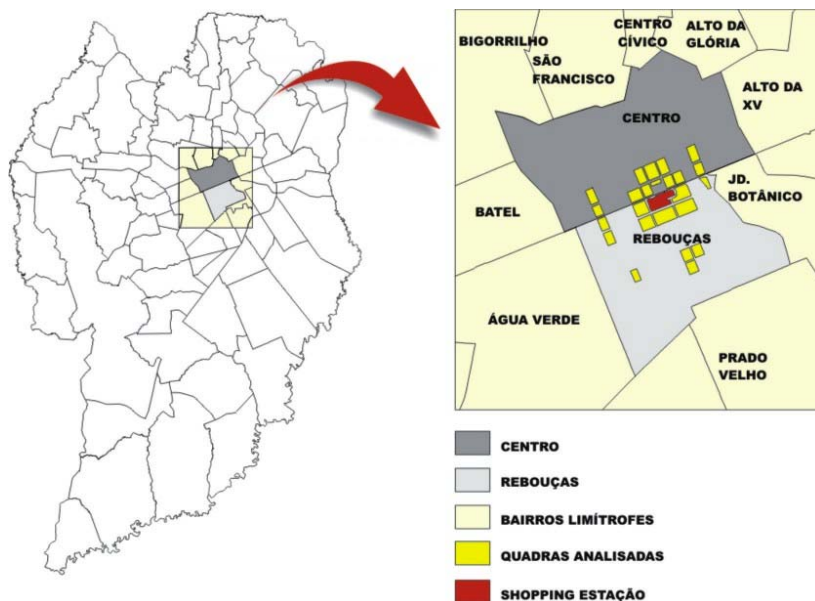 CENTRO
CÍVICO
ALTO DA
GLÓRIA
BIGORRILHO
SÃO
FRANCISCO
ALTO DA
XV
CENTRO
JD.
BOTÂNICO
BATEL
REBOUÇAS
ÁGUA VERDE
PRADO
VELHO
CENTRO
REBOUÇAS
BAIRROS LIMÍTROFES
QUADRAS ANALISADAS
SHOPPING ESTAÇÃO